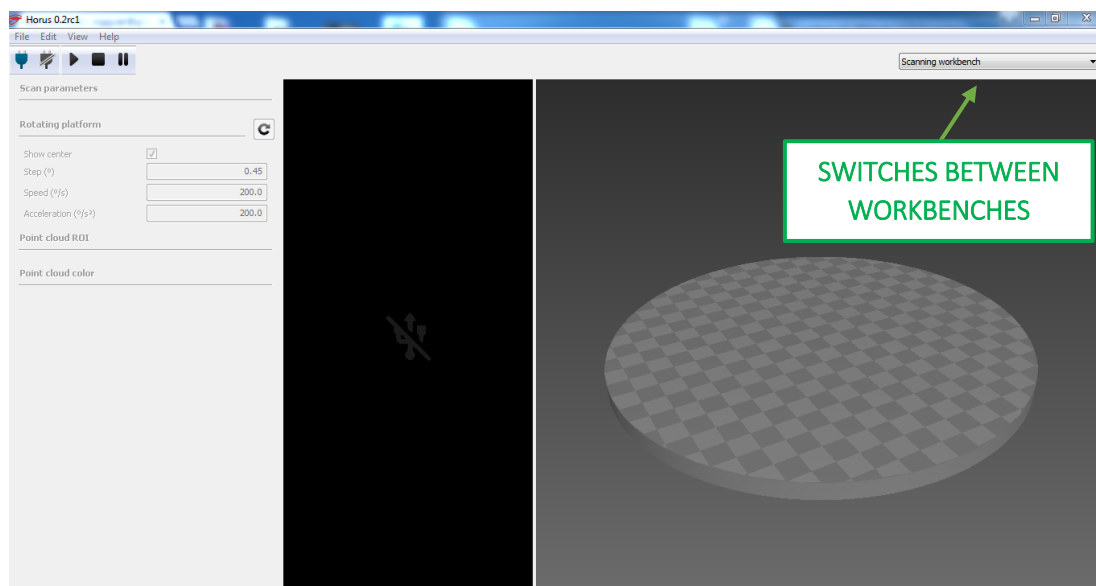 Horus 0.2rc1
File Edit View Help
Scanning workbench
Scan parameters
Rotating platform
Show center
Step (º) 0.45
Speed (º/s) 200.0
Acceleration (º/s²) 200.0
Point cloud ROI
Point cloud color
SWITCHES BETWEEN
WORKBENCHES